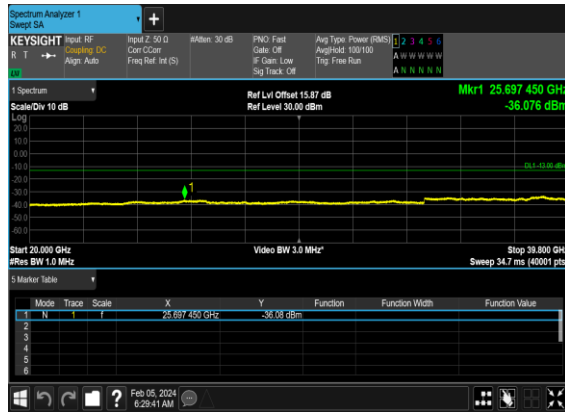 Spectrum Analyzer 1
Swept SA
KEYSIGHT Input: RF Input Z: 50 Ω #Atten: 30 dB PNO: Fast Avg Type: Power (RMS) 1 2 3 4 5 6
R T Coupling: DC Corr CCorr Gate: Off Avg|Hold: 100/100 A W W W W W
Align: Auto Freq Ref: Int (S) IF Gain: Low Trig: Free Run
Sig Track: Off A N N N N N
LU
1 Spectrum Ref Lvl Offset 15.87 dB Mkr1 25.697 450 GHz
Scale/Div 10 dB Ref Level 30.00 dBm -36.076 dBm
Log
20.0
10.0
0.00
-10.0 DL1 -13.00 dBm
-20.0
-30.0 1
-40.0
-50.0
-60.0
Start 20.000 GHz Video BW 3.0 MHz* Stop 39.800 GHz
#Res BW 1.0 MHz Sweep 34.7 ms (40001 pts)
5 Marker Table
Mode Trace Scale X Y Function Function Width Function Value
1 N 1 f 25.697 450 GHz -36.08 dBm
2
3
4
5
6
? Feb 05, 2024
6:29:41 AM